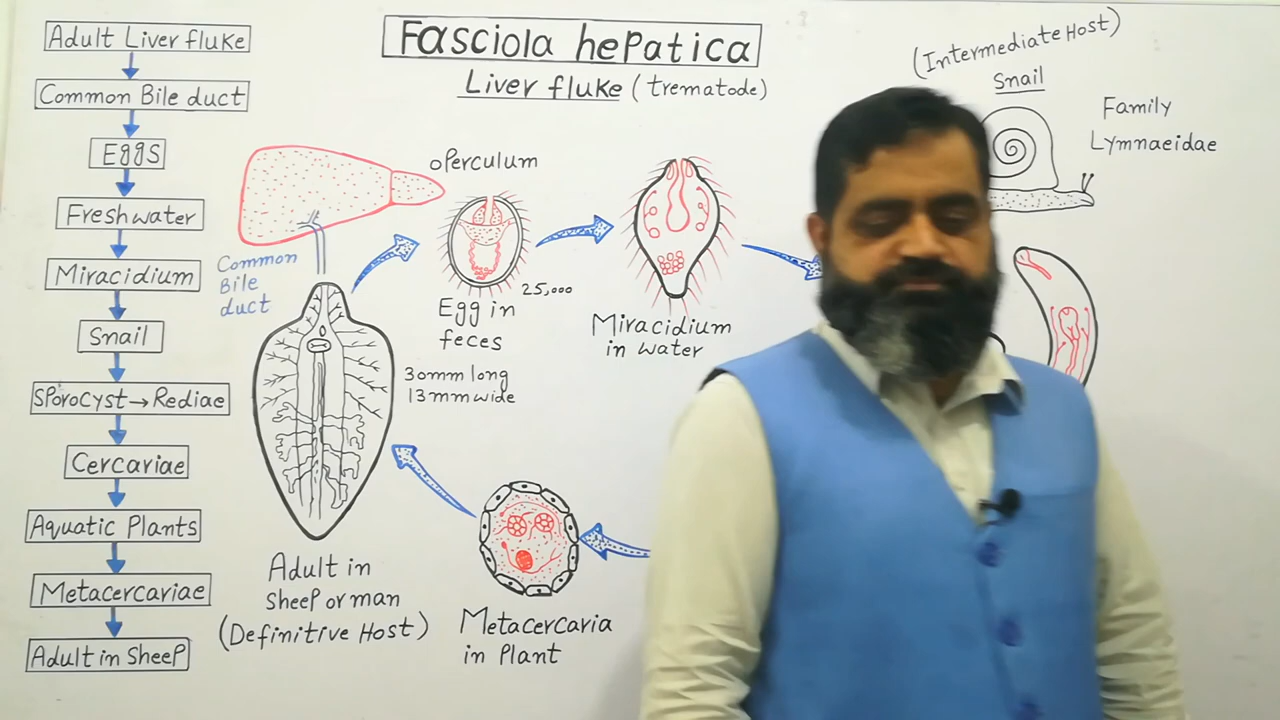 Adult Liver fluke
Common Bile duct
Eggs
Freshwater
Miracidium
Snail
Sporocyst → Rediae
Cercariae
Aquatic Plants
Metacercariae
Adult in Sheep
Fasciola hepatica
Liver fluke (trematode)
operculum
Common
Bile
duct
Egg in
feces
25,000
30mm long
13mm wide
Miracidium
in water
Adult in
sheep or man
(Definitive Host)
Metacercaria
in Plant
(Intermediate Host)
Snail
Family
Lymnaeidae